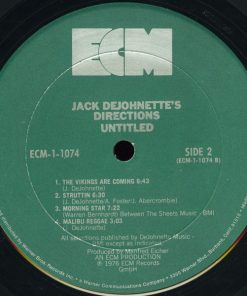 ECM
JACK DEJOHNETTE'S
DIRECTIONS
UNTITLED
ECM-1-1074
SIDE 2
(ECM-1-1074 B)
1. THE VIKINGS ARE COMING 6:43
(J. DeJohnette)
2. STRUTTIN 6:30
(J. DeJohnette/A. Foster/J. Abercrombie)
3. MORNING STAR 7:22
(Warren Bernhardt) Between The Sheets Music - BMI
MALIBU REGGAE 3:03
(J. DeJohnette)
All selections published by DeJohnette Music -
BMI except as indicated.
Produced by Manfred Eicher
AN ECM PRODUCTION
℗ 1976 ECM Records
GmbH